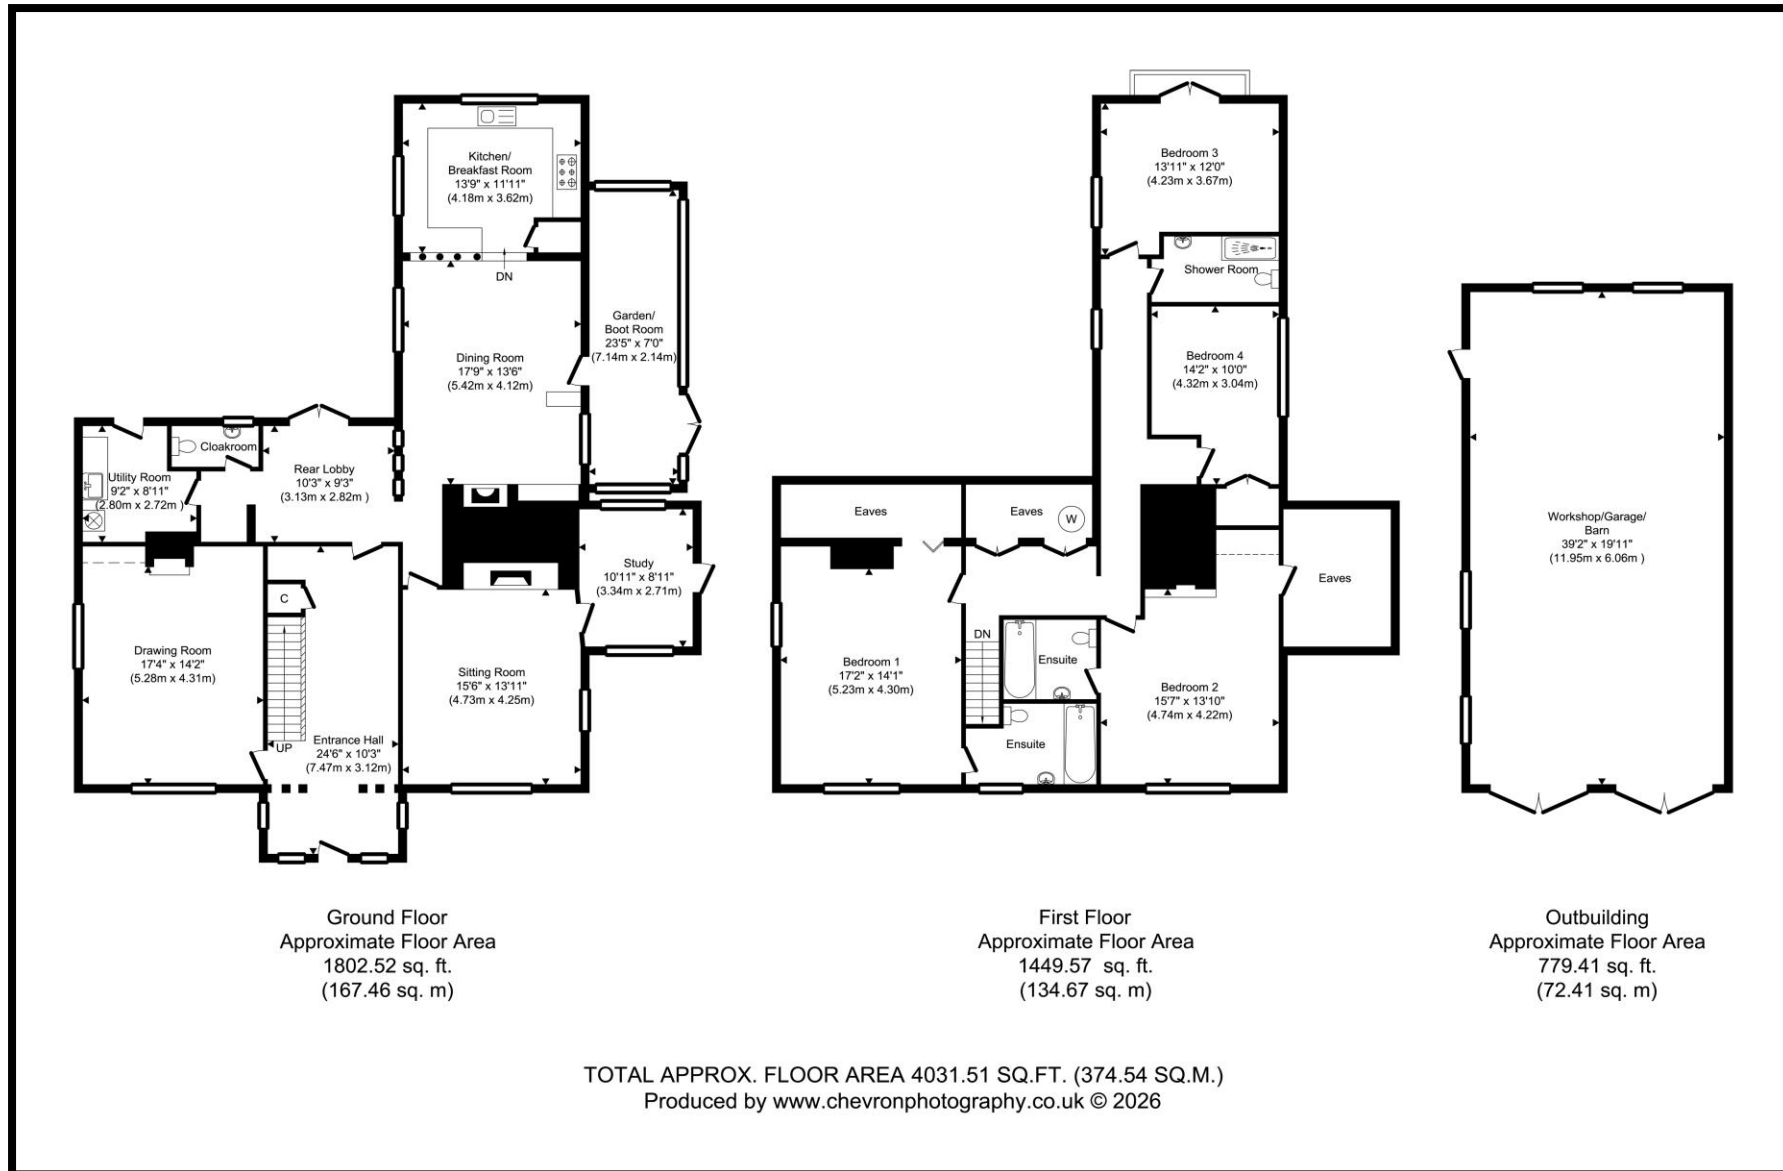 Kitchen/
Breakfast Room
13'9" x 11'11"
(4.18m x 3.62m)
DN
Garden/
Boot Room
23'5" x 7'0"
(7.14m x 2.14m)
Dining Room
17'9" x 13'6"
(5.42m x 4.12m)
Cloakroom
Utility Room
9'2" x 8'11"
(2.80m x 2.72m)
Rear Lobby
10'3" x 9'3"
(3.13m x 2.82m )
Study
10'11" x 8'11"
(3.34m x 2.71m)
C
Drawing Room
17'4" x 14'2"
(5.28m x 4.31m)
Sitting Room
15'6" x 13'11"
(4.73m x 4.25m)
UP
Entrance Hall
24'6" x 10'3"
(7.47m x 3.12m)
Ground Floor
Approximate Floor Area
1802.52 sq. ft.
(167.46 sq. m)
Bedroom 3
13'11" x 12'0"
(4.23m x 3.67m)
Shower Room
Bedroom 4
14'2" x 10'0"
(4.32m x 3.04m)
Eaves
Eaves
W
Eaves
DN
Ensuite
Bedroom 1
17'2" x 14'1"
(5.23m x 4.30m)
Bedroom 2
15'7" x 13'10"
(4.74m x 4.22m)
Ensuite
First Floor
Approximate Floor Area
1449.57 sq. ft.
(134.67 sq. m)
Workshop/Garage/
Barn
39'2" x 19'11"
(11.95m x 6.06m )
Outbuilding
Approximate Floor Area
779.41 sq. ft.
(72.41 sq. m)
TOTAL APPROX. FLOOR AREA 4031.51 SQ.FT. (374.54 SQ.M.)
Produced by www.chevronphotography.co.uk © 2026